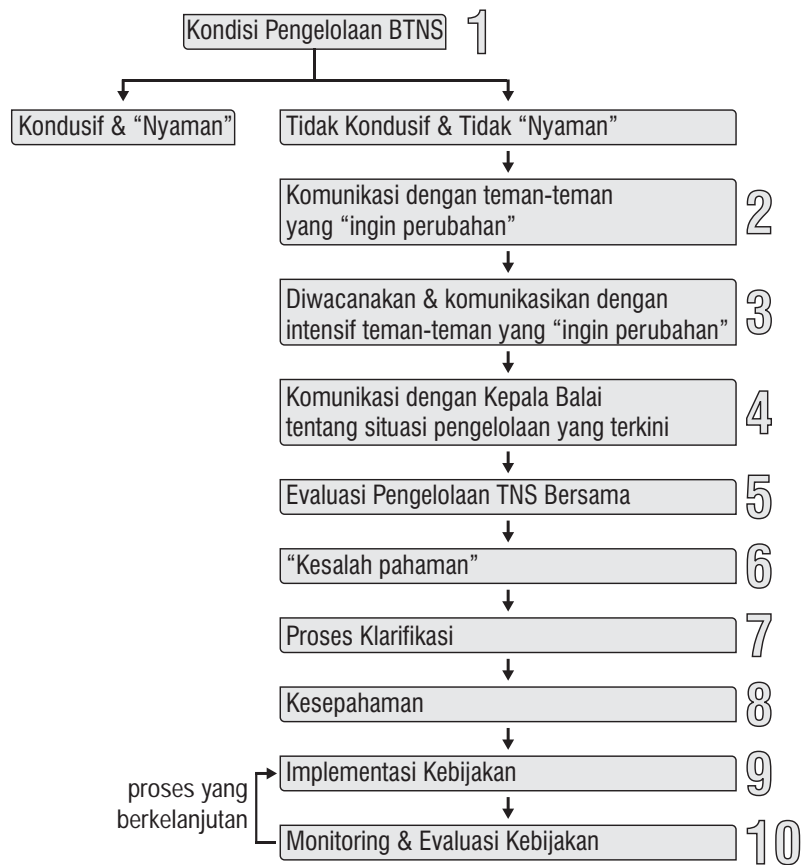 Kondisi Pengelolaan BTNS 1
Kondusif & “Nyaman”
Tidak Kondusif & Tidak “Nyaman”
Komunikasi dengan teman-teman
yang “ingin perubahan”
2
Diwacanakan & komunikasikan dengan
intensif teman-teman yang “ingin perubahan”
3
Komunikasi dengan Kepala Balai
tentang situasi pengelolaan yang terkini
4
Evaluasi Pengelolaan TNS Bersama 5
“Kesalah pahaman” 6
Proses Klarifikasi 7
Kesepahaman 8
Implementasi Kebijakan 9
proses yang
berkelanjutan
Monitoring & Evaluasi Kebijakan 10